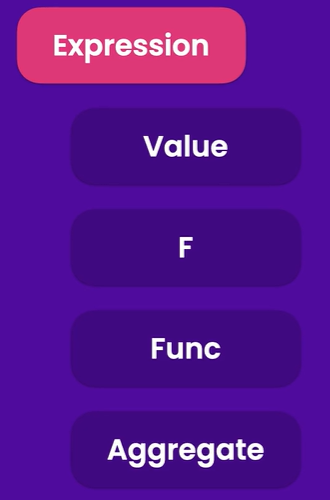 Expression
Value
F
Func
Aggregate